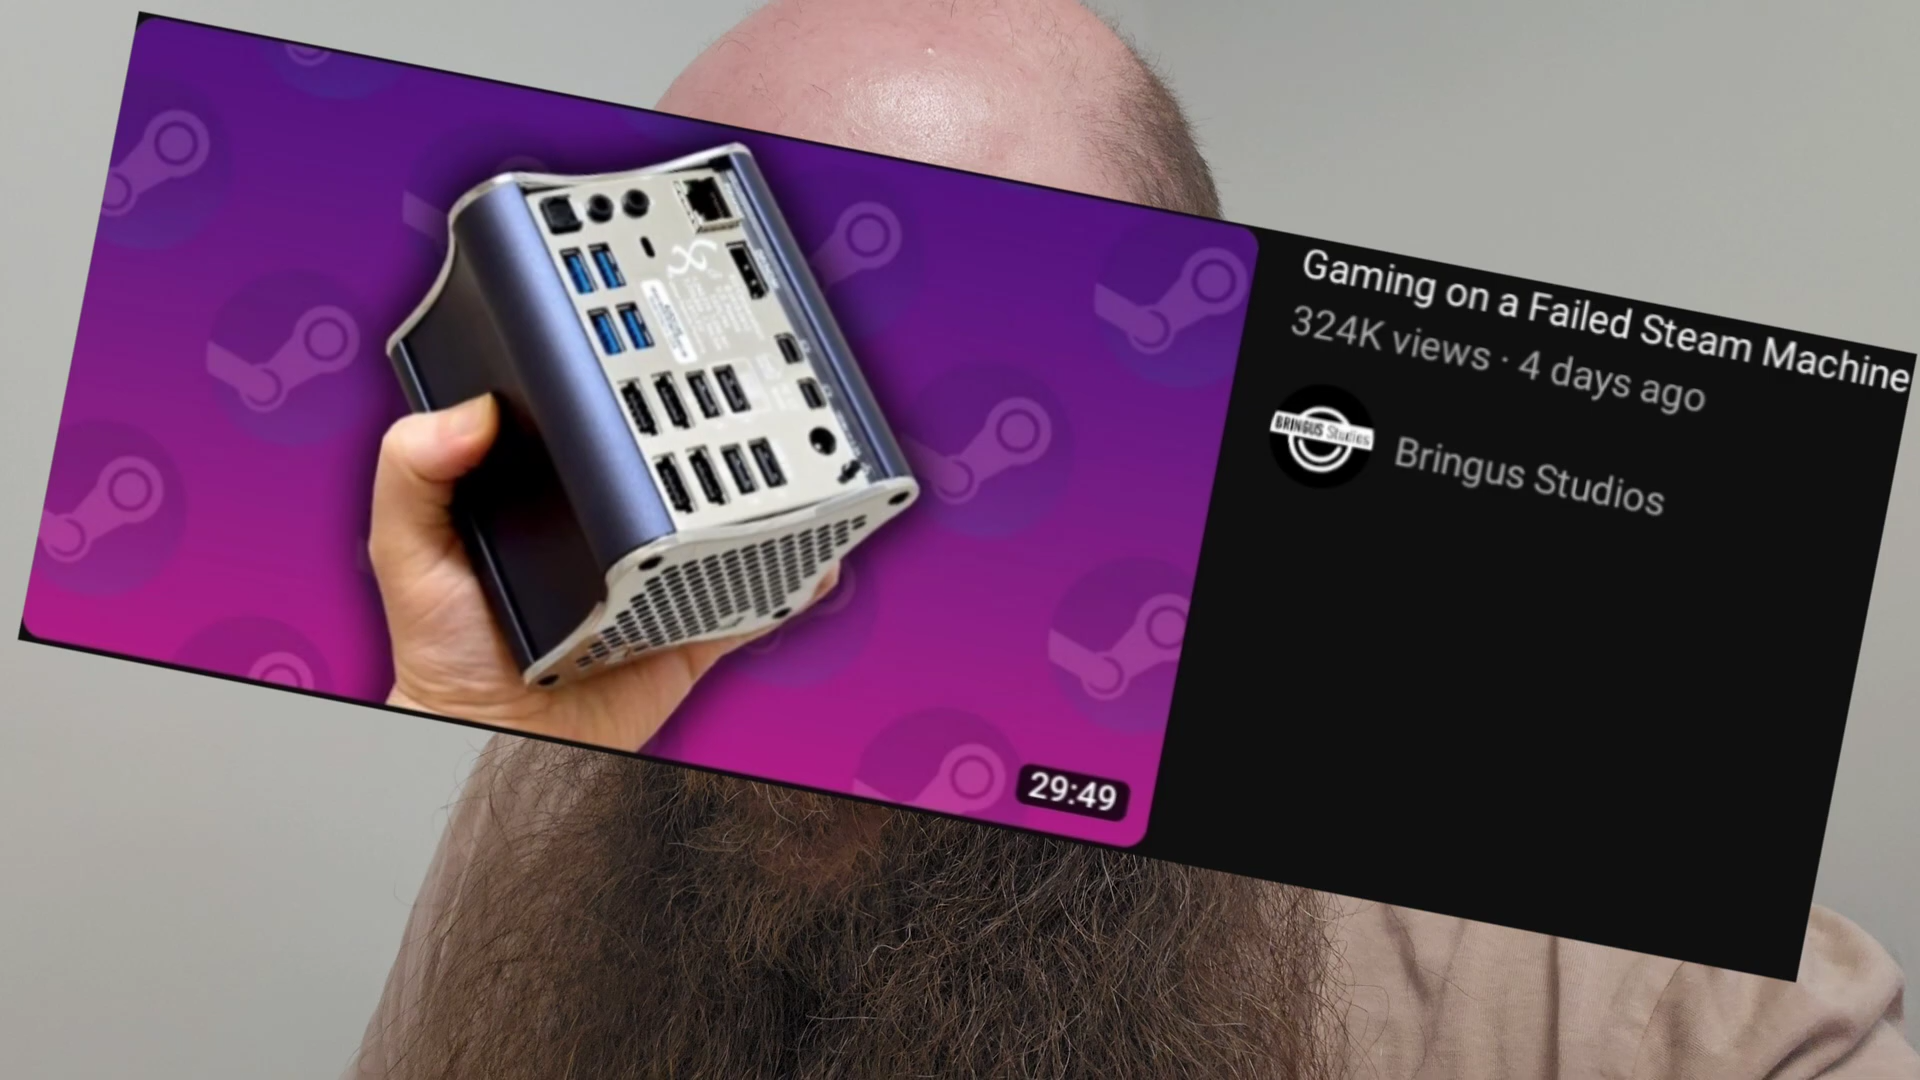 Gaming on a Failed Steam Machine
324K views · 4 days ago
BRINGUS Studios
Bringus Studios
29:49